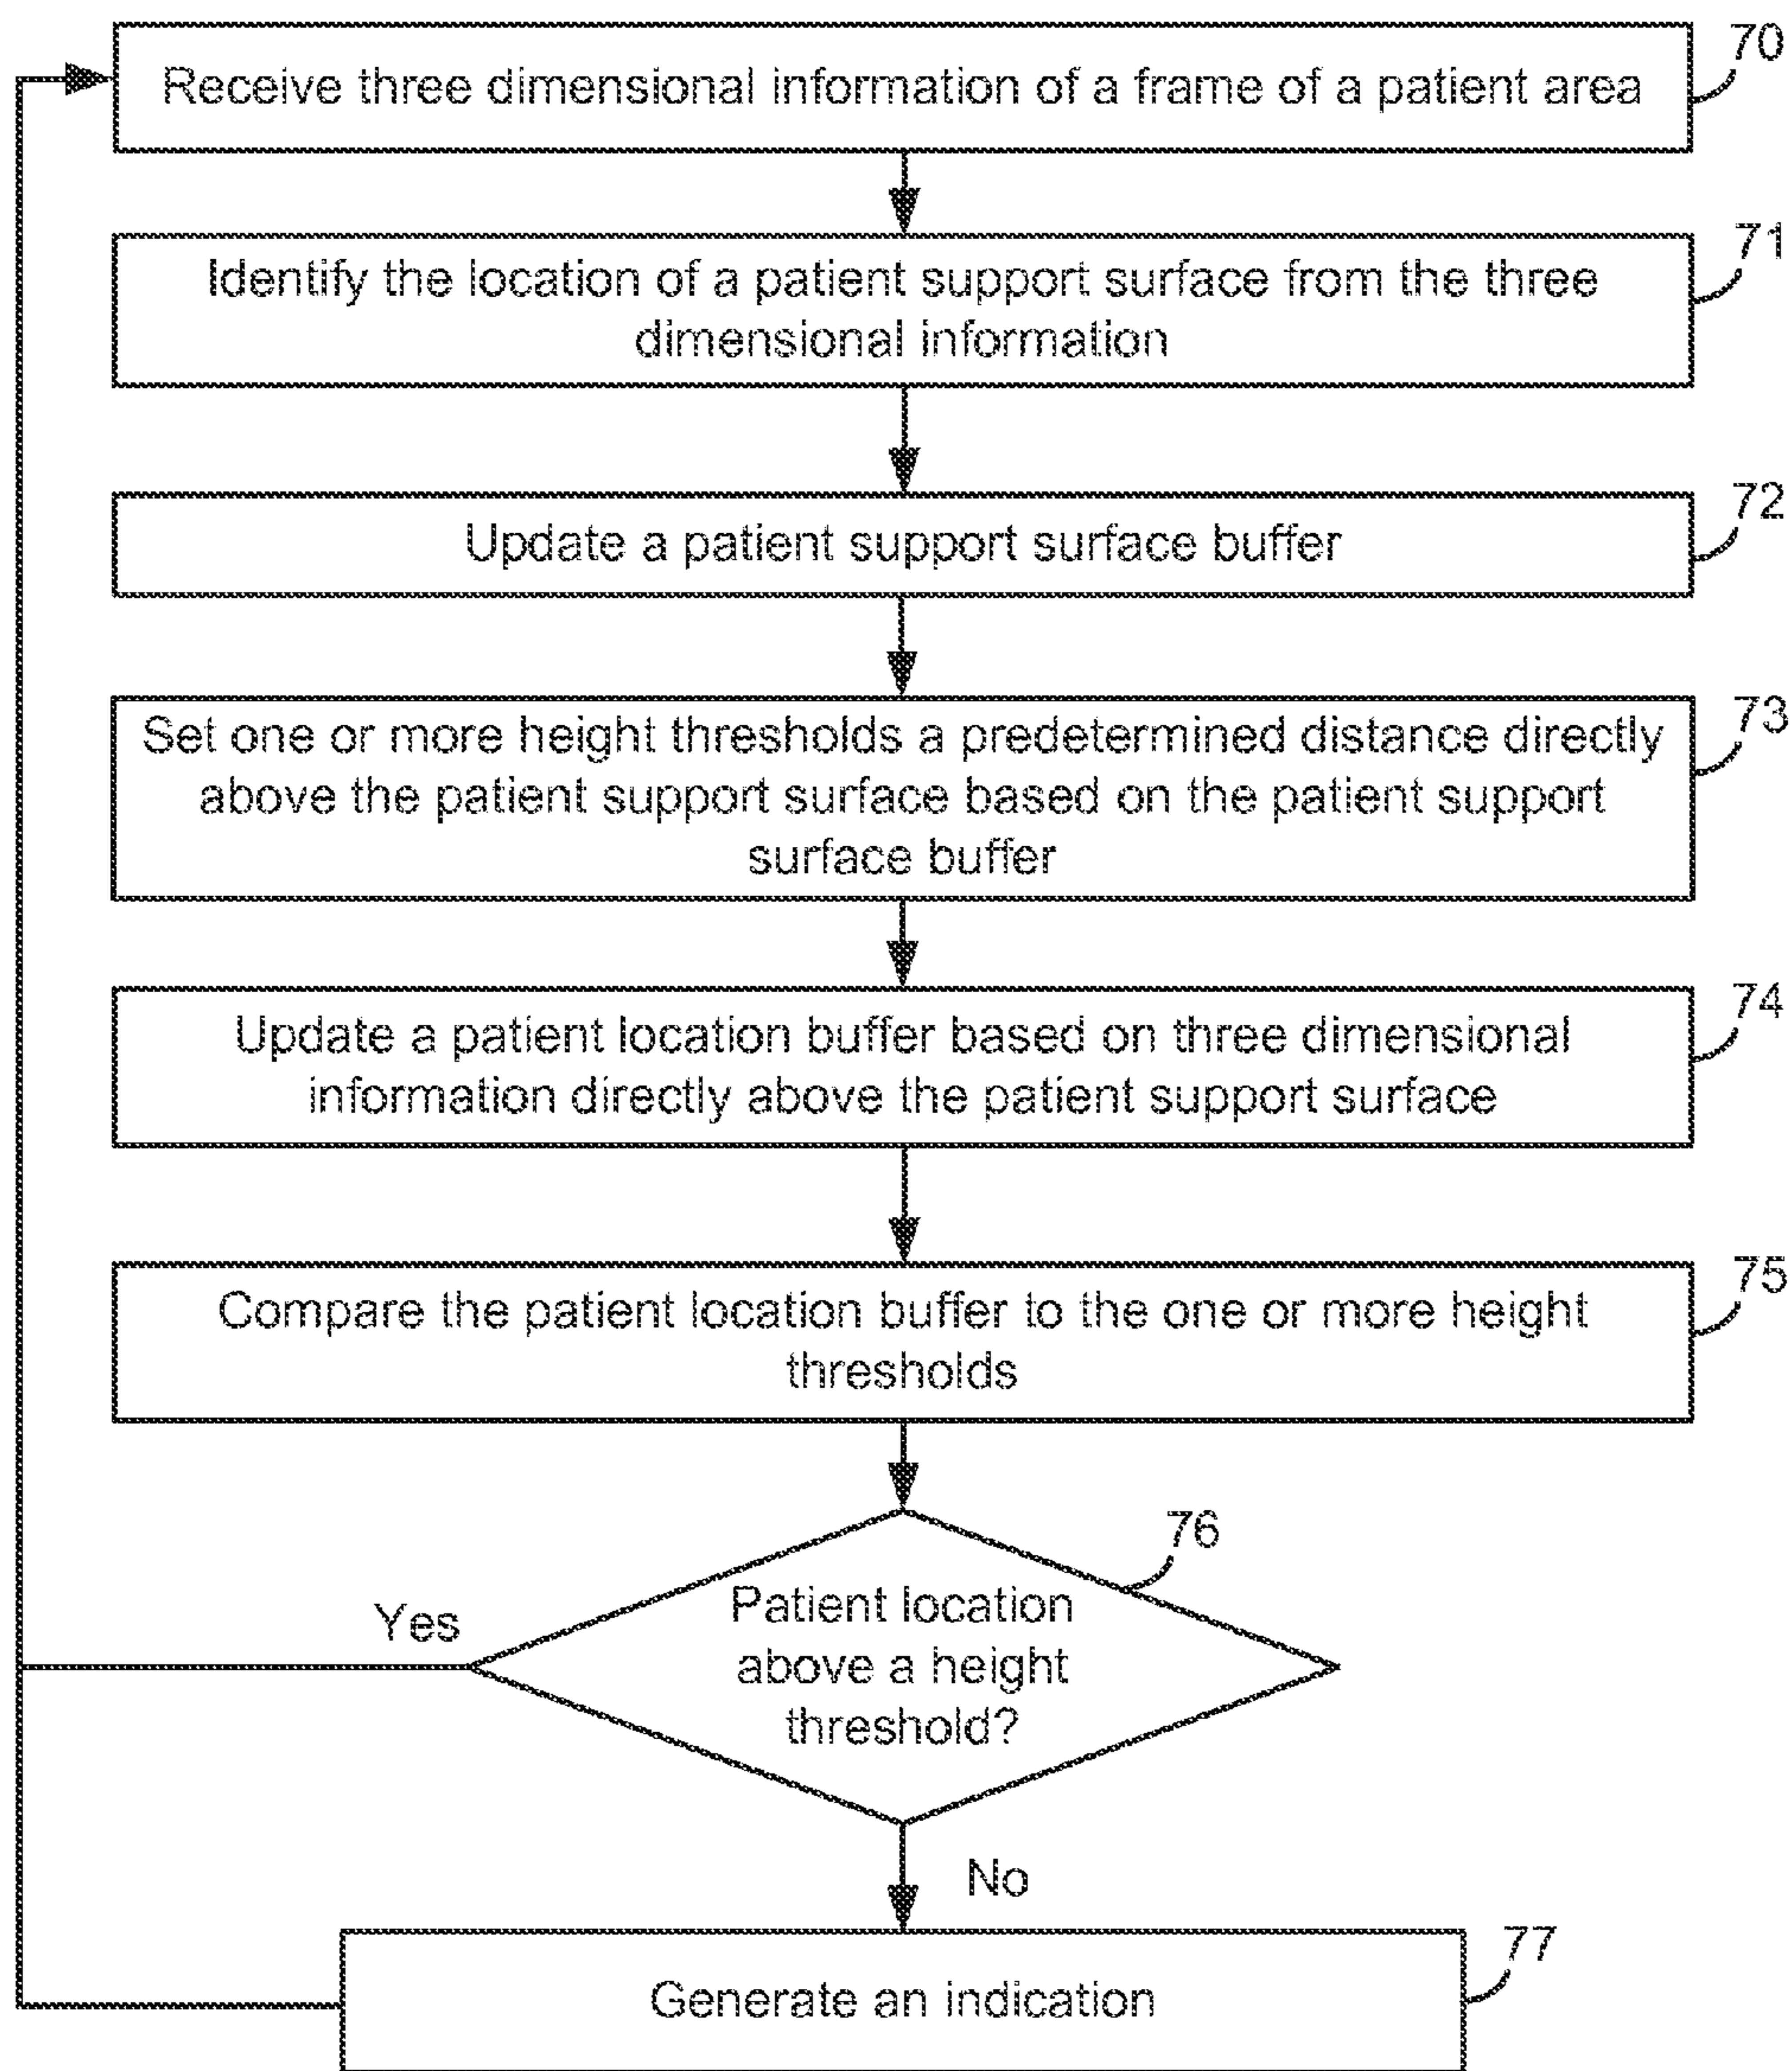 70
Receive three dimensional information of a frame of a patient area
71
Identify the location of a patient support surface from the three
dimensional information
72
Update a patient support surface buffer
73
Set one or more height thresholds a predetermined distance directly
above the patient support surface based on the patient support
surface buffer
74
Update a patient location buffer based on three dimensional
information directly above the patient support surface
75
Compare the patient location buffer to the one or more height
thresholds
76
Patient location
above a height
threshold?
Yes
No
77
Generate an indication